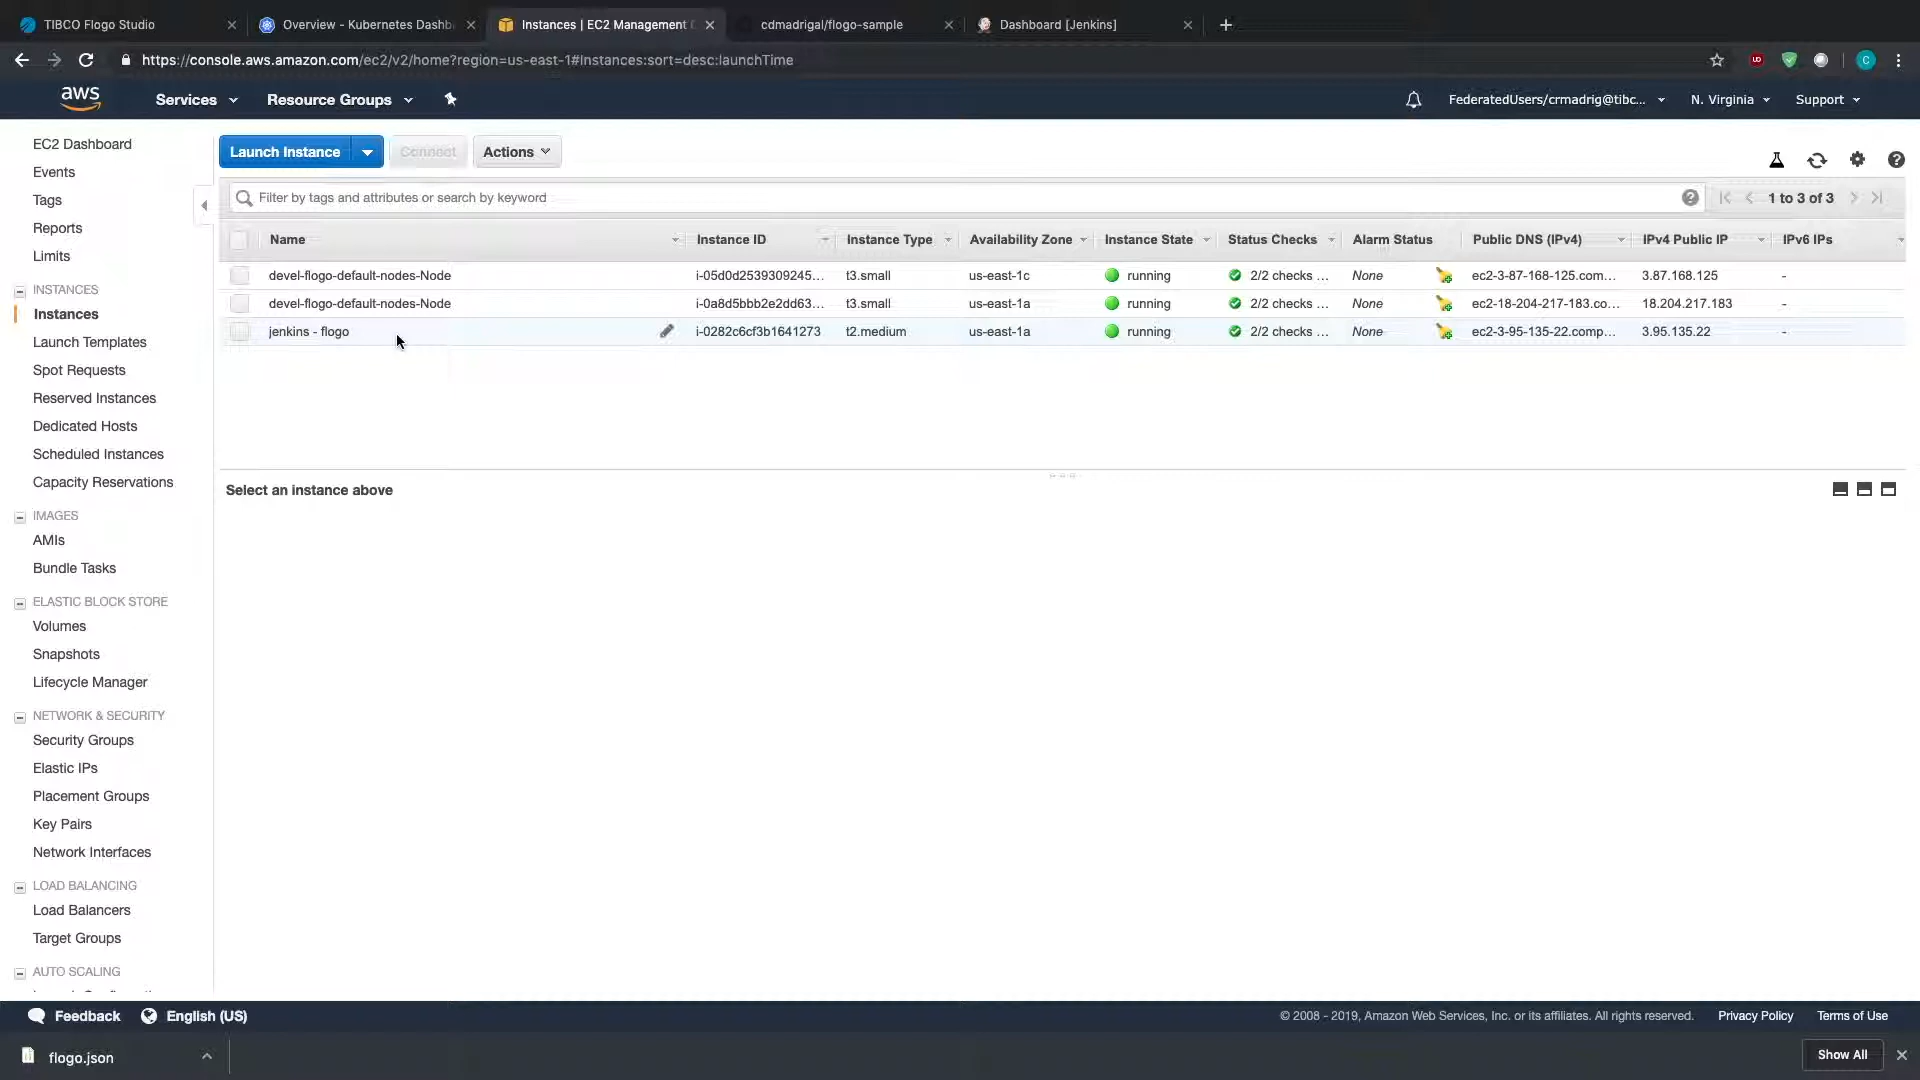 TIBCO Flogo Studio
Overview - Kubernetes Dashb
Instances | EC2 Management C
cdmadrigal/flogo-sample
Dashboard [Jenkins]
https://console.aws.amazon.com/ec2/v2/home?region=us-east-1#Instances:sort=desc:launchTime
UD
C
aws
Services
Resource Groups
FederatedUsers/crmadrig@tibc...
N. Virginia
Support
EC2 Dashboard
Events
Tags
Reports
Limits
INSTANCES
Instances
Launch Templates
Spot Requests
Reserved Instances
Dedicated Hosts
Scheduled Instances
Capacity Reservations
IMAGES
AMIs
Bundle Tasks
ELASTIC BLOCK STORE
Volumes
Snapshots
Lifecycle Manager
NETWORK & SECURITY
Security Groups
Elastic IPs
Placement Groups
Key Pairs
Network Interfaces
LOAD BALANCING
Load Balancers
Target Groups
AUTO SCALING
Launch Instance
Connect
Actions
Filter by tags and attributes or search by keyword
1 to 3 of 3
Name Instance ID Instance Type Availability Zone Instance State Status Checks Alarm Status Public DNS (IPv4) IPv4 Public IP IPv6 IPs
devel-flogo-default-nodes-Node i-05d0d2539309245... t3.small us-east-1c running 2/2 checks ... None ec2-3-87-168-125.com... 3.87.168.125 -
devel-flogo-default-nodes-Node i-0a8d5bbb2e2dd63... t3.small us-east-1a running 2/2 checks ... None ec2-18-204-217-183.co... 18.204.217.183 -
jenkins - flogo i-0282c6cf3b1641273 t2.medium us-east-1a running 2/2 checks ... None ec2-3-95-135-22.comp... 3.95.135.22 -
Select an instance above
Feedback
English (US)
© 2008 - 2019, Amazon Web Services, Inc. or its affiliates. All rights reserved.
Privacy Policy
Terms of Use
flogo.json
Show All